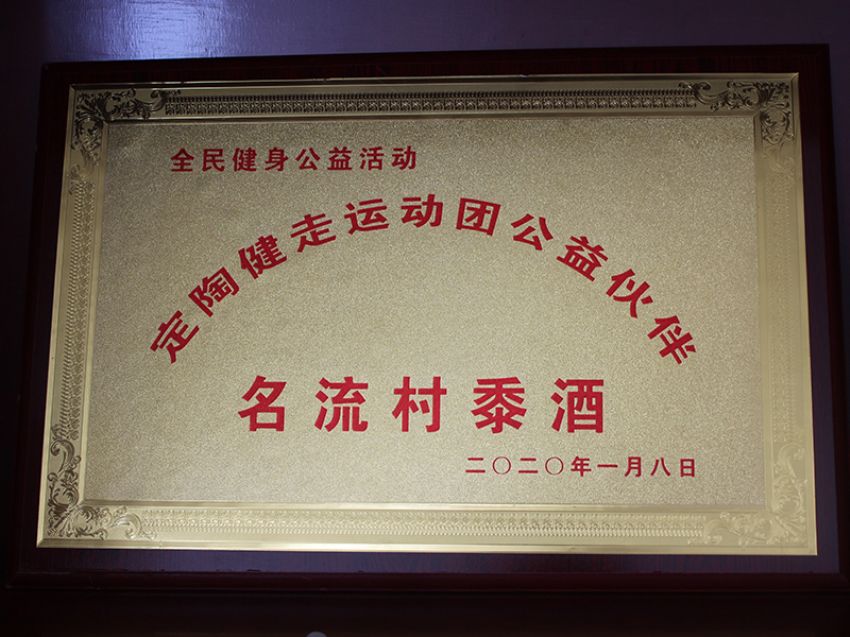 全民健身公益活动
定陶健走运动团公益伙伴
名流村黍酒
二〇二〇年一月八日